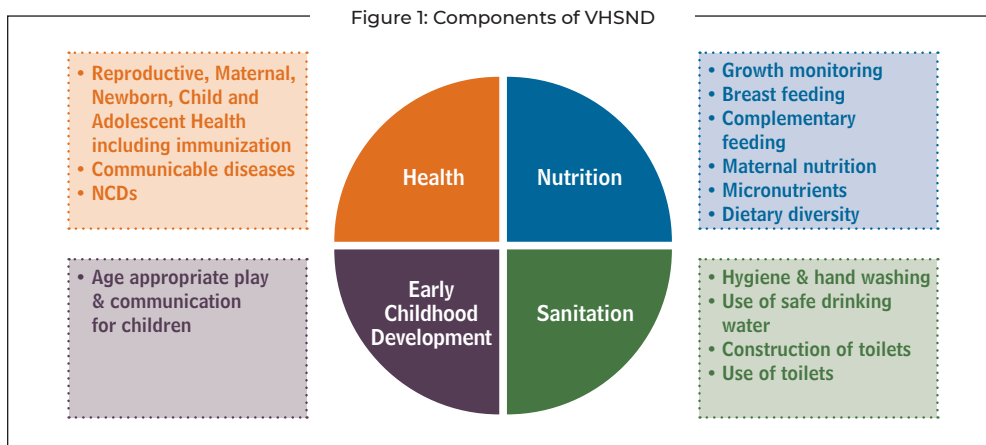 Figure 1: Components of VHSND
• Reproductive, Maternal,
Newborn, Child and
Adolescent Health
including immunization
• Communicable diseases
• NCDs
Health
Nutrition
• Growth monitoring
• Breast feeding
• Complementary
feeding
• Maternal nutrition
• Micronutrients
• Dietary diversity
• Age appropriate play
& communication
for children
Early
Childhood
Development
Sanitation
• Hygiene & hand washing
• Use of safe drinking
water
• Construction of toilets
• Use of toilets